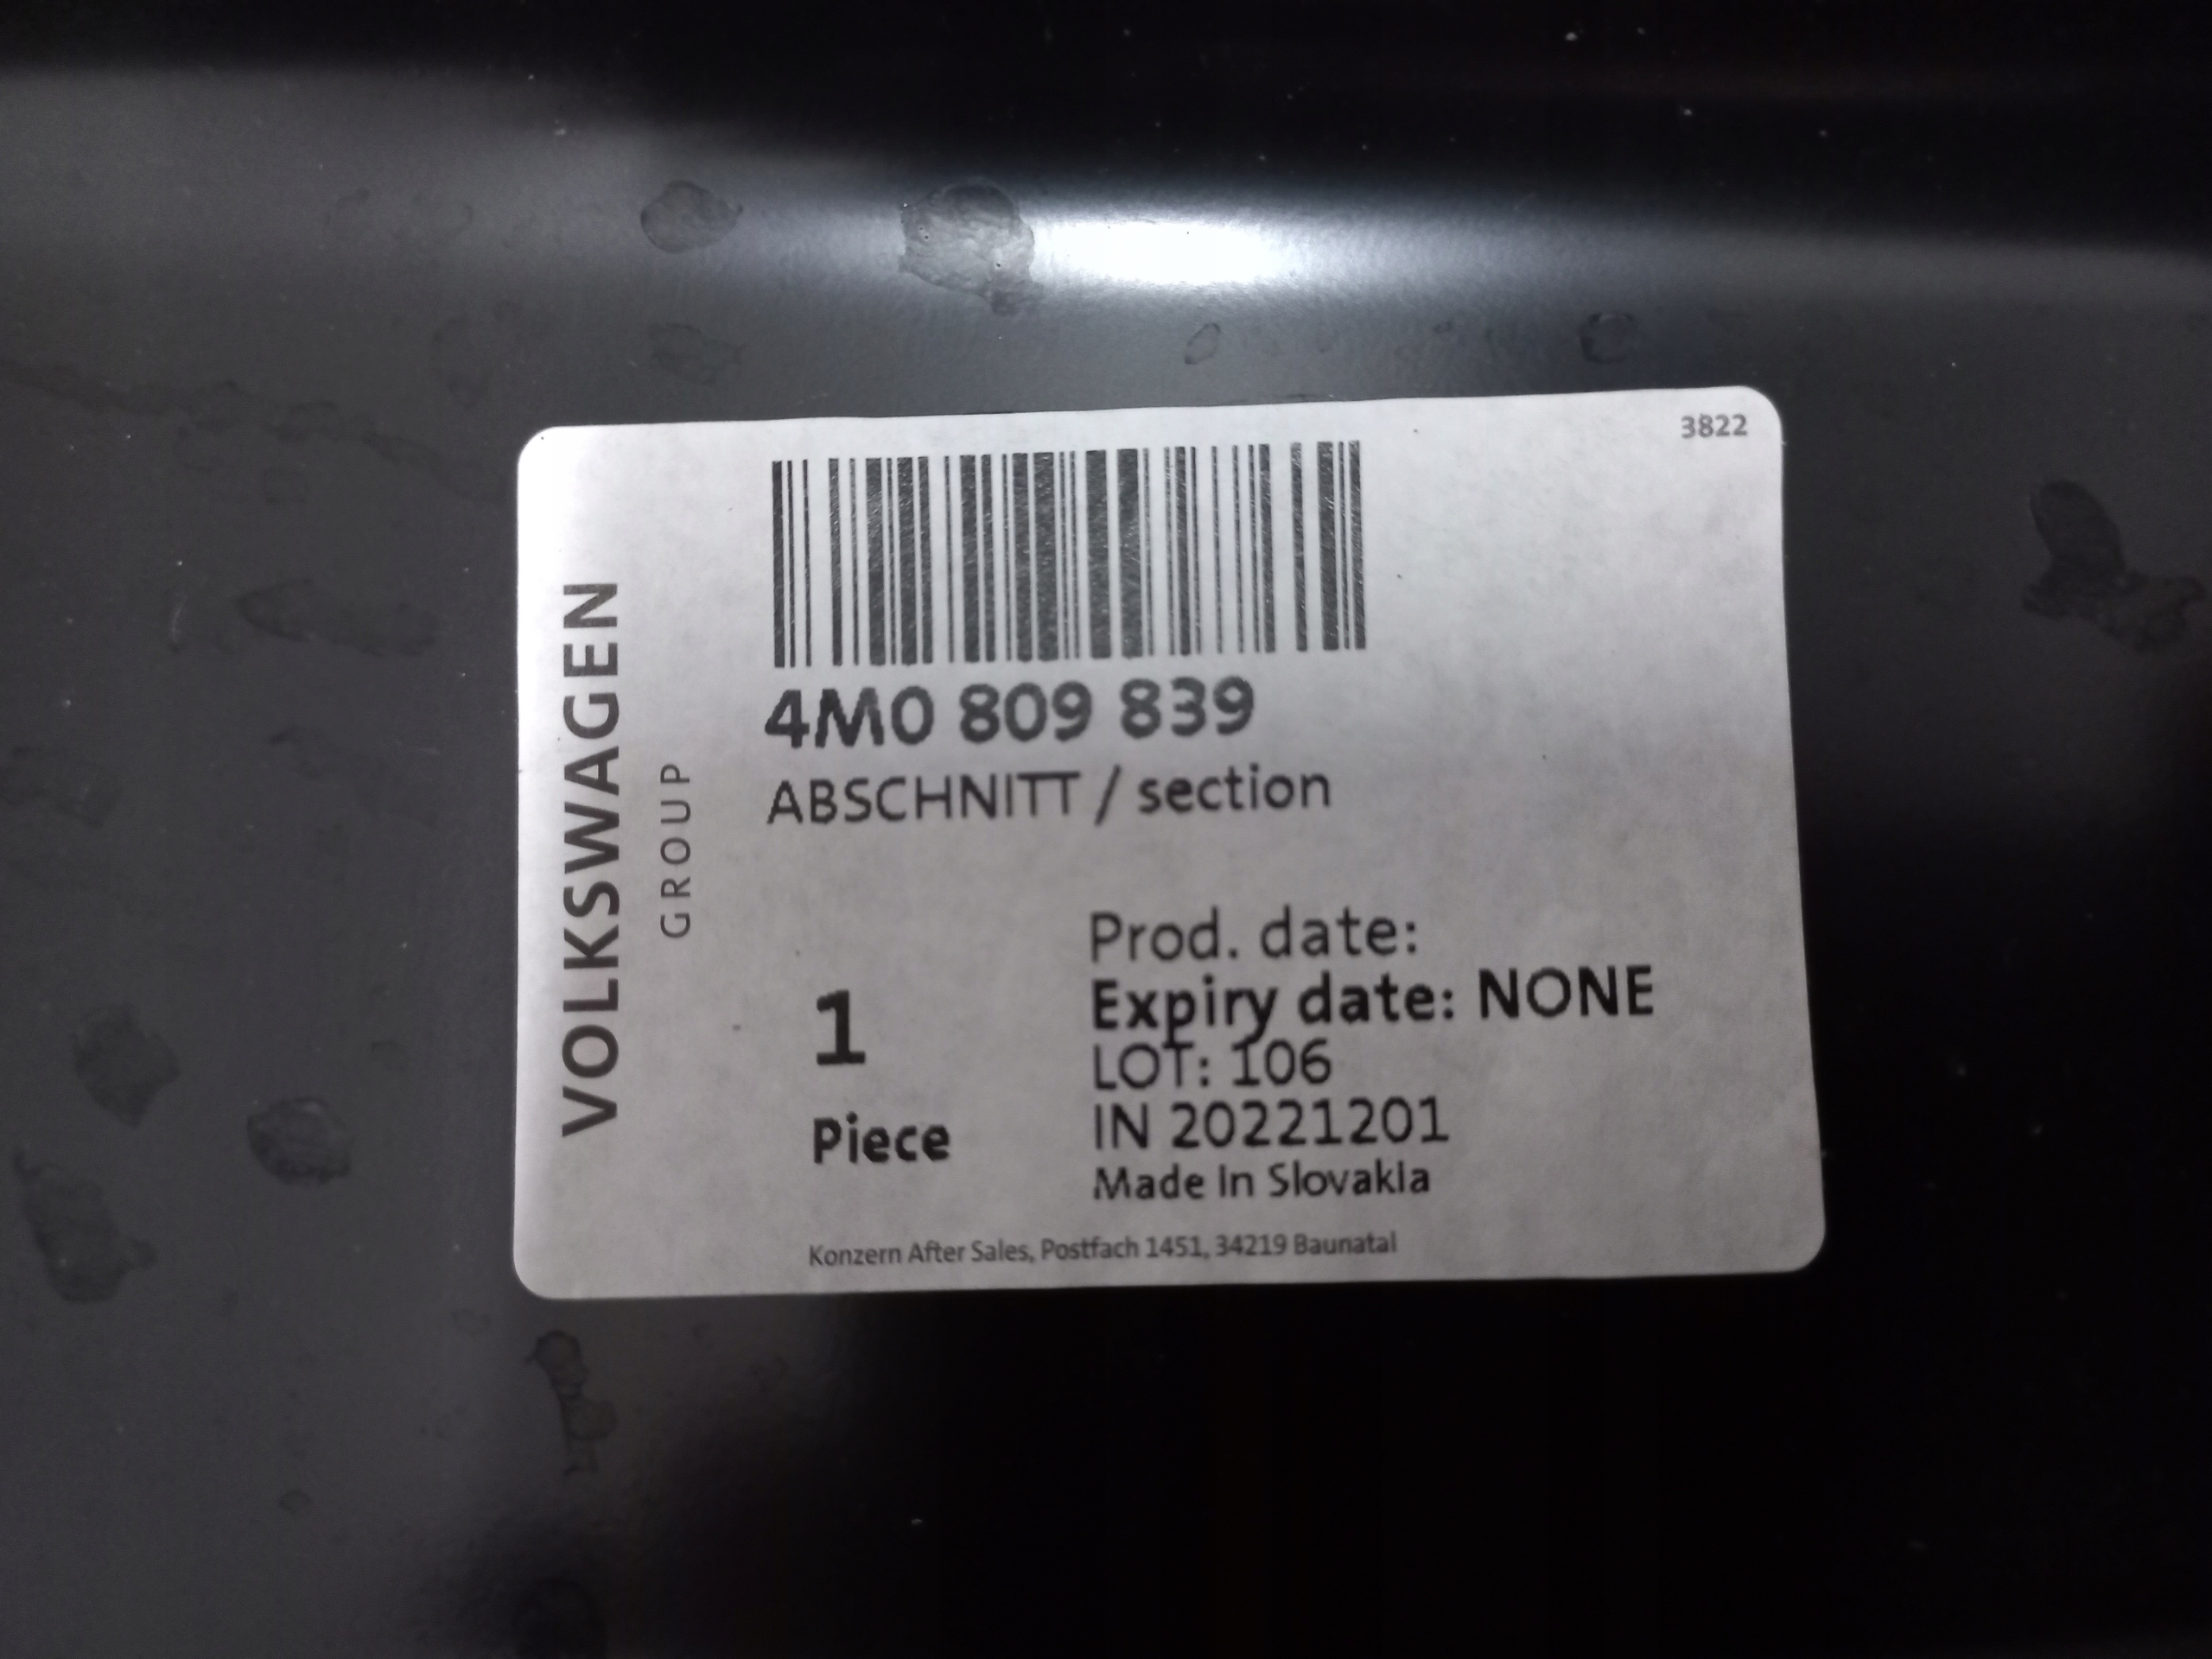 3822
VOLKSWAGEN
GROUP
4M0 809 839
ABSCHNITT / section
Prod. date:
Expiry date: NONE
LOT: 106
IN 20221201
Made In Slovakia
1
Piece
Konzern After Sales, Postfach 1451, 34219 Baunatal